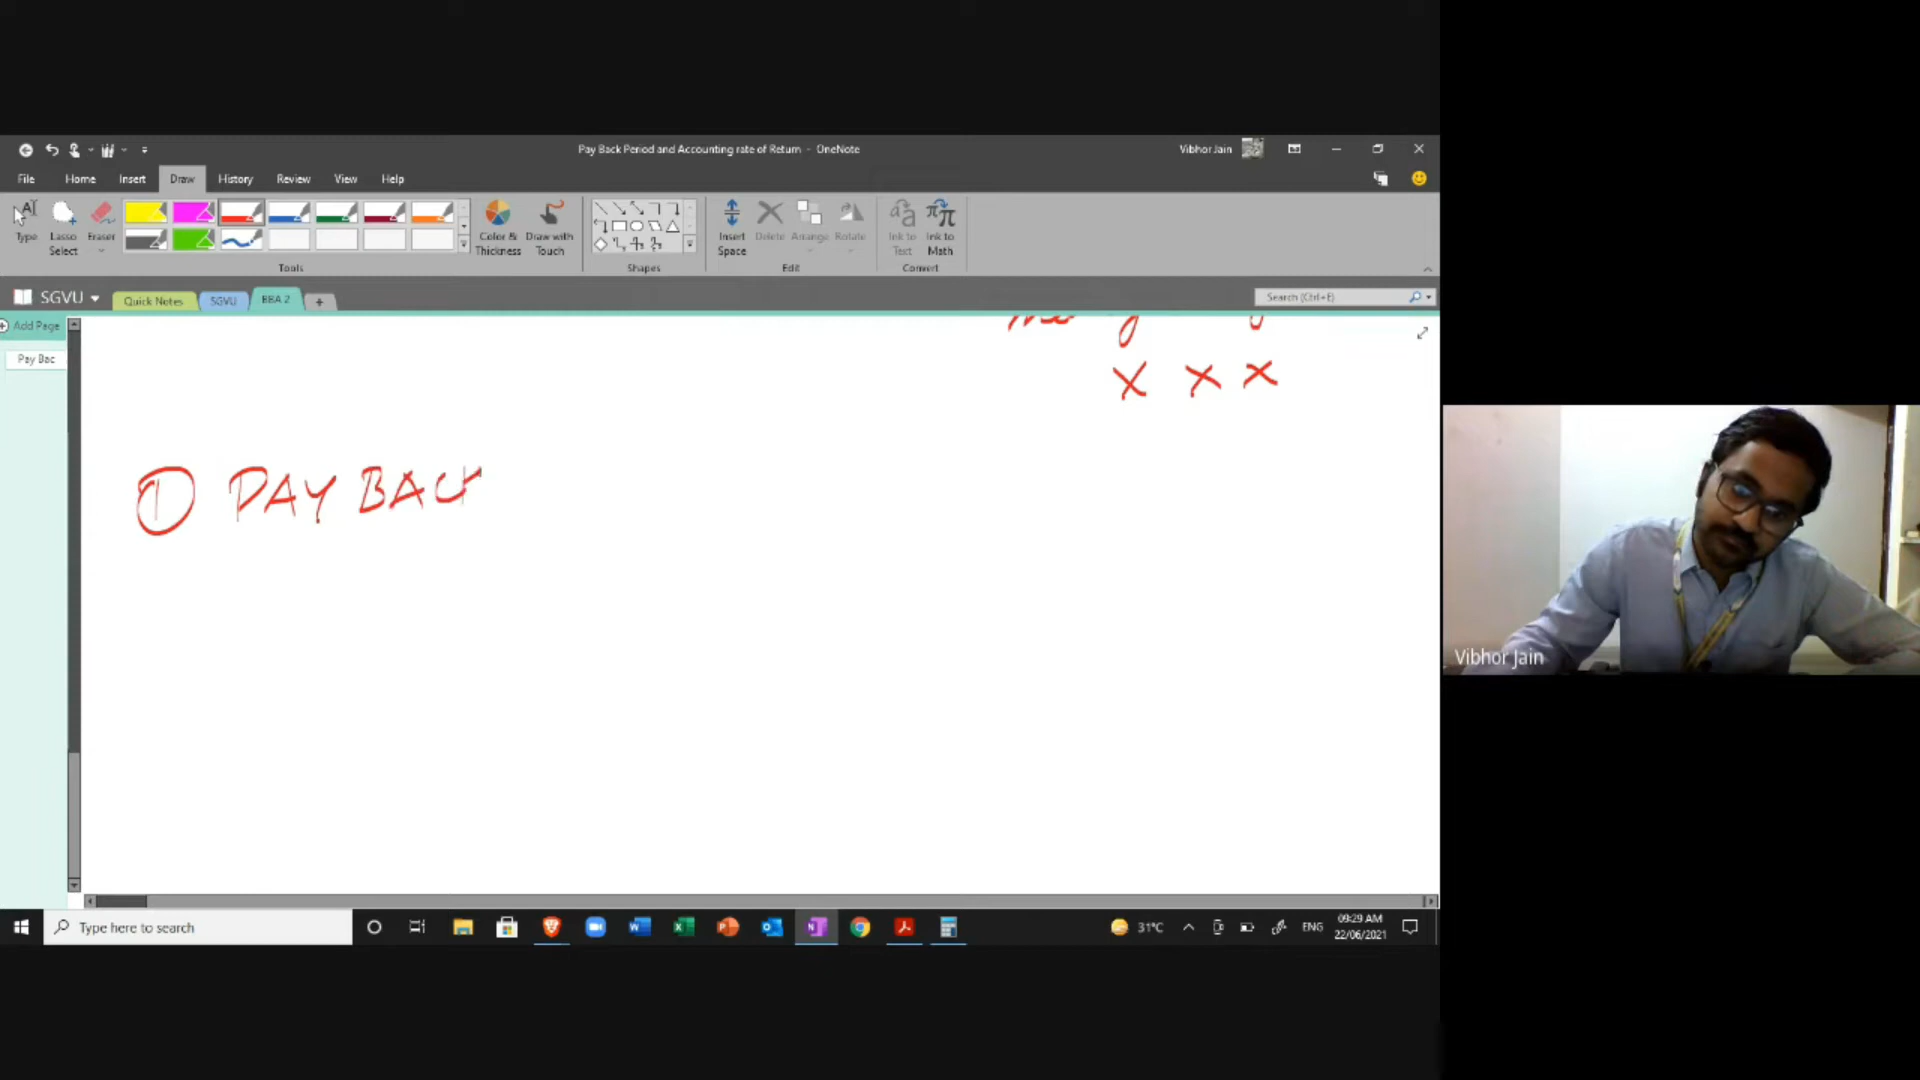 Pay Back Period and Accounting rate of Return - OneNote
Vibhor Jain
File Home Insert Draw History Review View Help
Type
Lasso Select
Eraser
Color & Thickness
Draw with Touch
Insert Space
Delete
Arrange
Rotate
Ink to Text
Ink to Math
Tools
Shapes
Edit
Convert
SGVU
Quick Notes
SGVU
BBA 2
Search (Ctrl+E)
Add Page
Pay Bac
x x x
① PAY BACK
Vibhor Jain
Type here to search
31°C
ENG
09:29 AM
22/06/2021